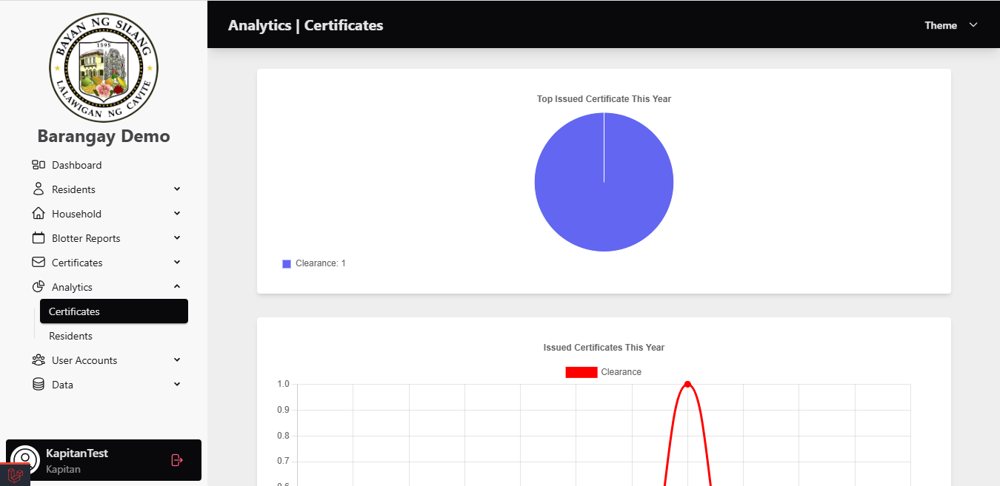 BAYAN NG SILANG
1595
LALAWIGAN NG CAVITE
Barangay Demo
Dashboard
Residents
Household
Blotter Reports
Certificates
Analytics
Certificates
Residents
User Accounts
Data
KapitanTest
Kapitan
Analytics | Certificates
Theme
Top Issued Certificate This Year
Clearance: 1
Issued Certificates This Year
Clearance
1.0
0.9
0.8
0.7
0.6